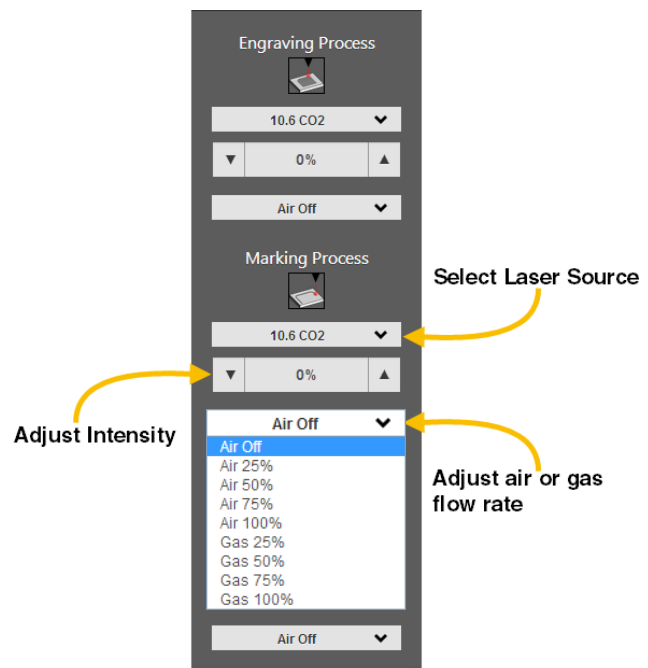 Engraving Process
10.6 CO2
0%
Air Off
Marking Process
Select Laser Source
10.6 CO2
0%
Adjust Intensity
Air Off
Air Off
Air 25%
Air 50%
Air 75%
Air 100%
Gas 25%
Gas 50%
Gas 75%
Gas 100%
Adjust air or gas
flow rate
Air Off